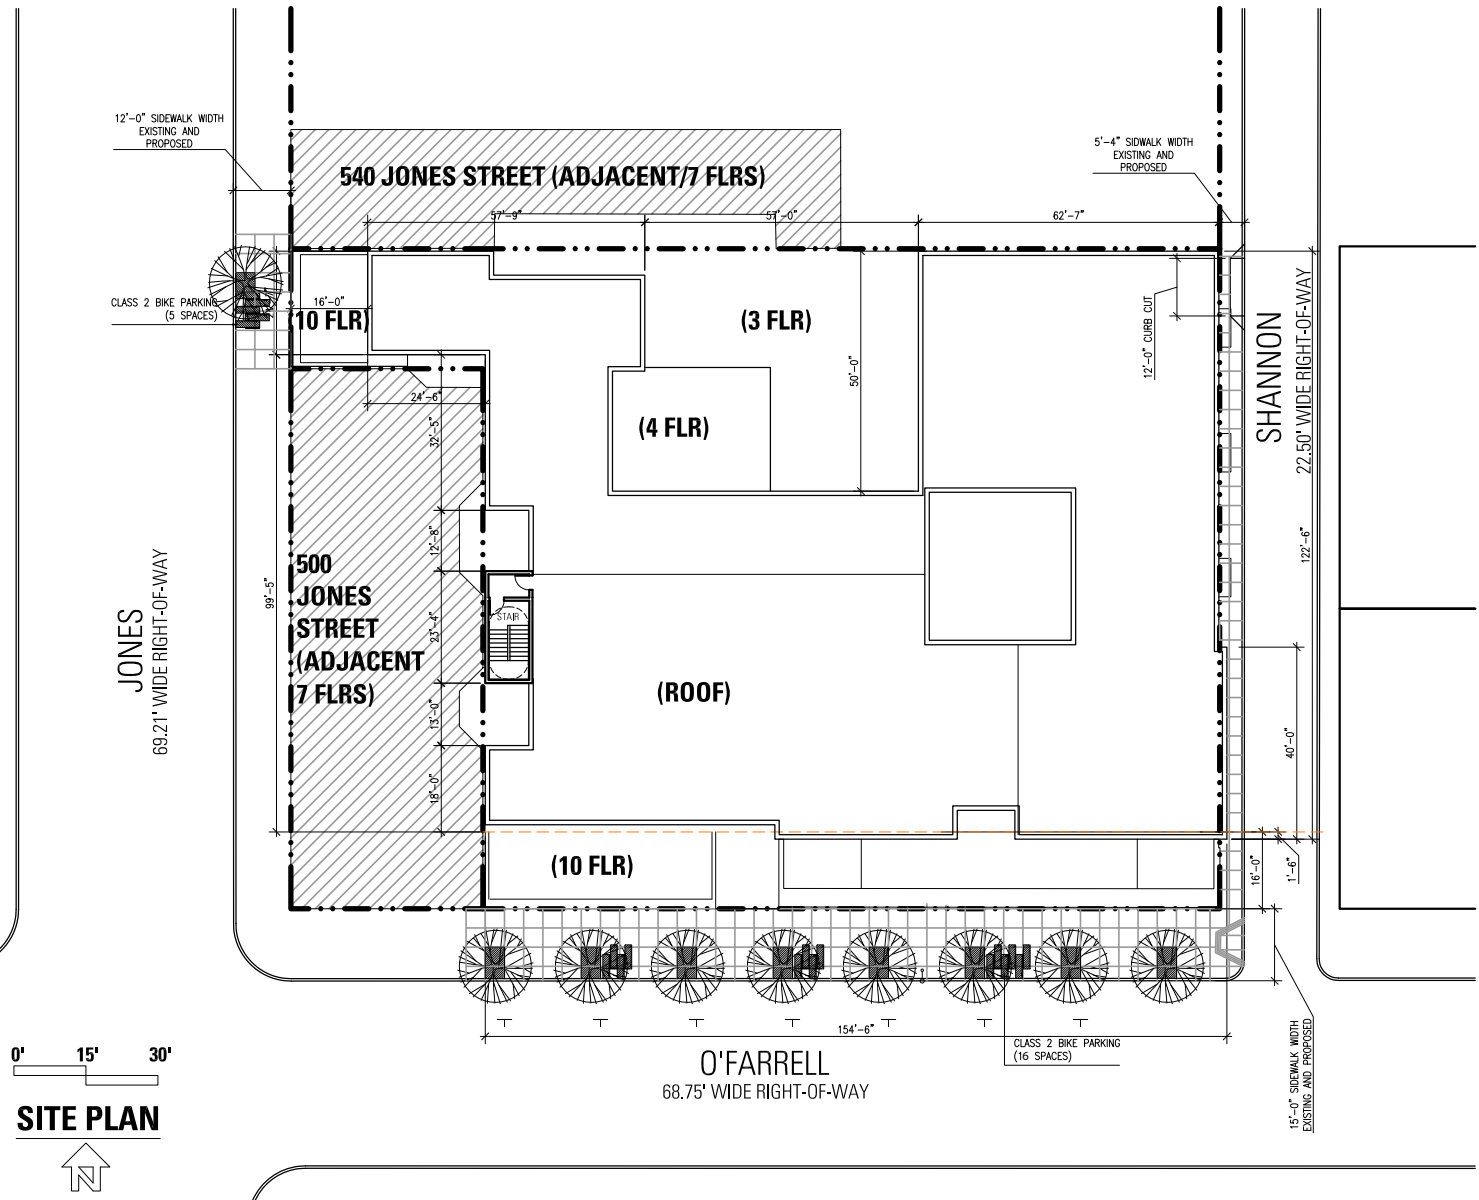 12'-0" SIDEWALK WIDTH
EXISTING AND
PROPOSED
5'-4" SIDWALK WIDTH
EXISTING AND
PROPOSED
540 JONES STREET (ADJACENT/7 FLRS)
57'-9"
57'-0"
62'-7"
CLASS 2 BIKE PARKING
(5 SPACES)
16'-0"
(10 FLR)
(3 FLR)
12'-0" CURB CUT
SHANNON
22.50' WIDE RIGHT-OF-WAY
50'-0"
24'-6"
32'-5"
(4 FLR)
12'-8"
122'-6"
99'-5"
500
JONES
STREET
(ADJACENT
7 FLRS)
STAIR
23'-4"
JONES
69.21' WIDE RIGHT-OF-WAY
(ROOF)
13'-0"
18'-0"
40'-0"
(10 FLR)
16'-0"
1'-6"
154'-6"
O'FARRELL
68.75' WIDE RIGHT-OF-WAY
CLASS 2 BIKE PARKING
(16 SPACES)
15'-0" SIDEWALK WIDTH
EXISTING AND PROPOSED
0' 15' 30'
SITE PLAN
N